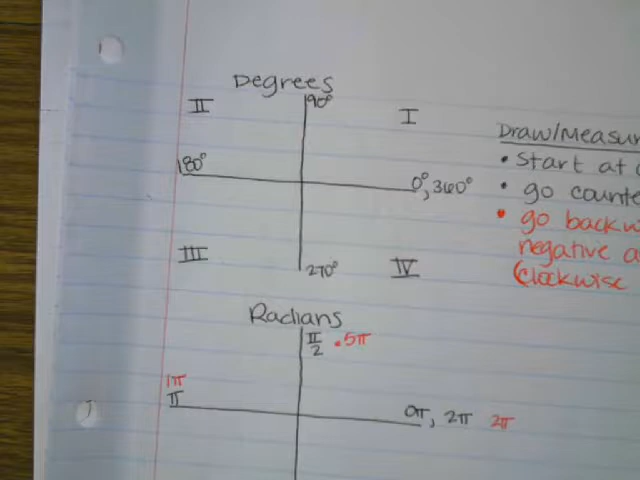 Degrees
90°
II
I
180°
0°, 360°
III
270°
IV
Draw/Measur
• Start at
• go counte
• go backw
negative a
(clockwise
Radians
π/2 .5π
1π
π
0π, 2π 2π